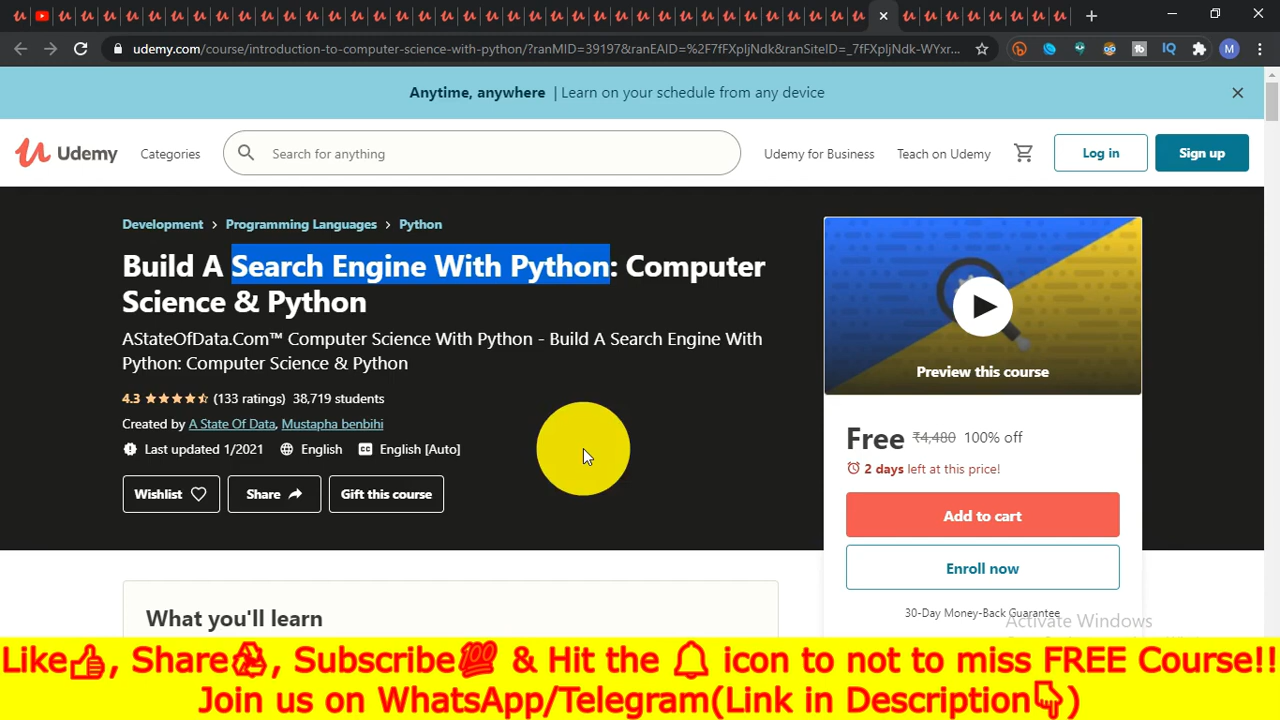 udemy.com/course/introduction-to-computer-science-with-python/?ranMID=39197&ranEAID=%2F7fFXpIjNdk&ranSiteID=_7fFXpIjNdk-WYxr...
IQ
M
Anytime, anywhere | Learn on your schedule from any device
Udemy
Categories
Search for anything
Udemy for Business
Teach on Udemy
Log in
Sign up
Development > Programming Languages > Python
Build A Search Engine With Python: Computer
Science & Python
AStateOfData.Com™ Computer Science With Python - Build A Search Engine With
Python: Computer Science & Python
4.3 (133 ratings) 38,719 students
Created by A State Of Data, Mustapha benbihi
Last updated 1/2021 English CC English [Auto]
Wishlist
Share
Gift this course
What you'll learn
Preview this course
Free ₹4,480 100% off
2 days left at this price!
Add to cart
Enroll now
30-Day Money-Back Guarantee
Activate Windows
Like👍, Share♻, Subscribe💯 & Hit the 🔔 icon to not to miss FREE Course!!
Join us on WhatsApp/Telegram(Link in Description👇)